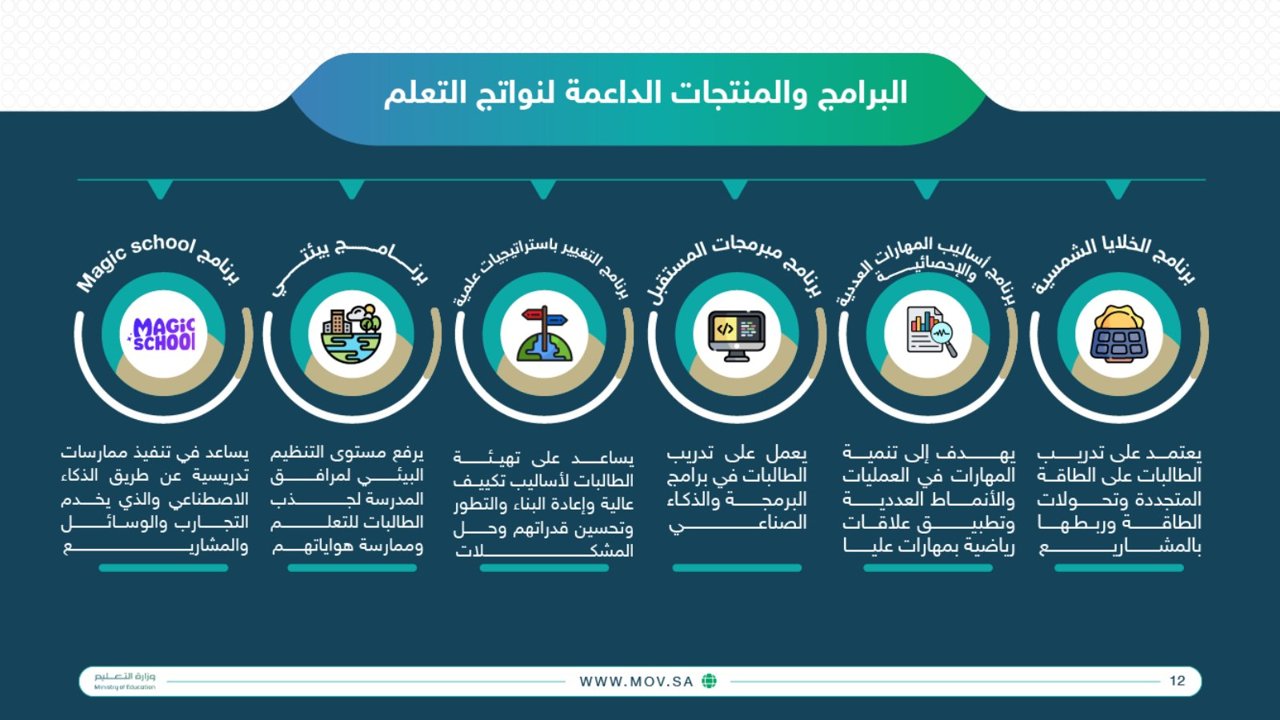 البرامج والمنتجات الداعمة لنواتج التعلم
برنامج الخلايا الشمسية
يعتمد على تدريب
الطالبات على الطاقة
المتجددة وتحولات
الطاقة وربطها
بالمشاريع
برنامج أساليب المهارات العددية
والإحصائية
يهدف إلى تنمية
المهارات في العمليات
والأنماط العددية
وتطبيق علاقات
رياضية بمهارات عليا
برنامج مبرمجات المستقبل
يعمل على تدريب
الطالبات في برامج
البرمجة والذكاء
الصناعي
برنامج التغيير باستراتيجيات علمية
يساعد على تهيئة
الطالبات لأساليب تكييف
عالية وإعادة البناء والتطور
وتحسين قدراتهم وحل
المشكلات
برنامج بيئتي
يرفع مستوى التنظيم
البيئي لمرافق
المدرسة لجذب
الطالبات للتعلم
وممارسة هواياتهم
برنامج Magic school
MAGIC
SCHOOL
يساعد في تنفيذ ممارسات
تدريسية عن طريق الذكاء
الاصطناعي والذي يخدم
التجارب والوسائل
والمشاريع
وزارة التعليم
Ministry of Education
WWW.MOV.SA
12